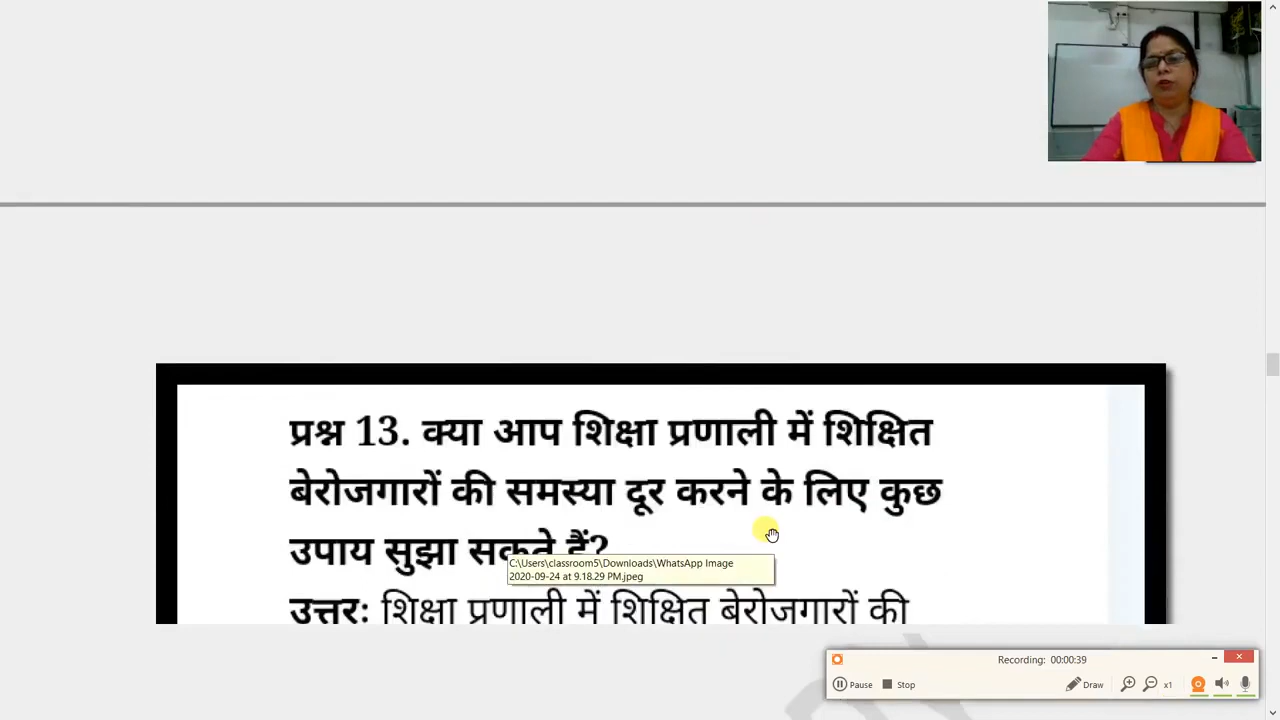 प्रश्न 13. क्या आप शिक्षा प्रणाली में शिक्षित
बेरोजगारों की समस्या दूर करने के लिए कुछ
उपाय सुझा सकते हैं?
C:\Users\classroom5\Downloads\WhatsApp Image
2020-09-24 at 9.18.29 PM.jpeg
उत्तरः शिक्षा प्रणाली में शिक्षित बेरोजगारों की
Recording: 00:00:39
Pause Stop Draw x1